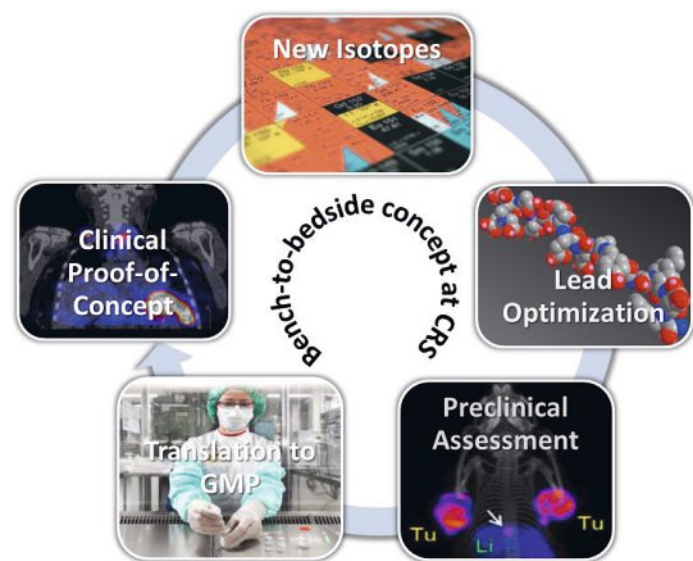 New Isotopes
Lead
Optimization
Preclinical
Assessment
Tu
Tu
Li
Translation to
GMP
Clinical
Proof-of-
Concept
Bench-to-bedside concept at CRS